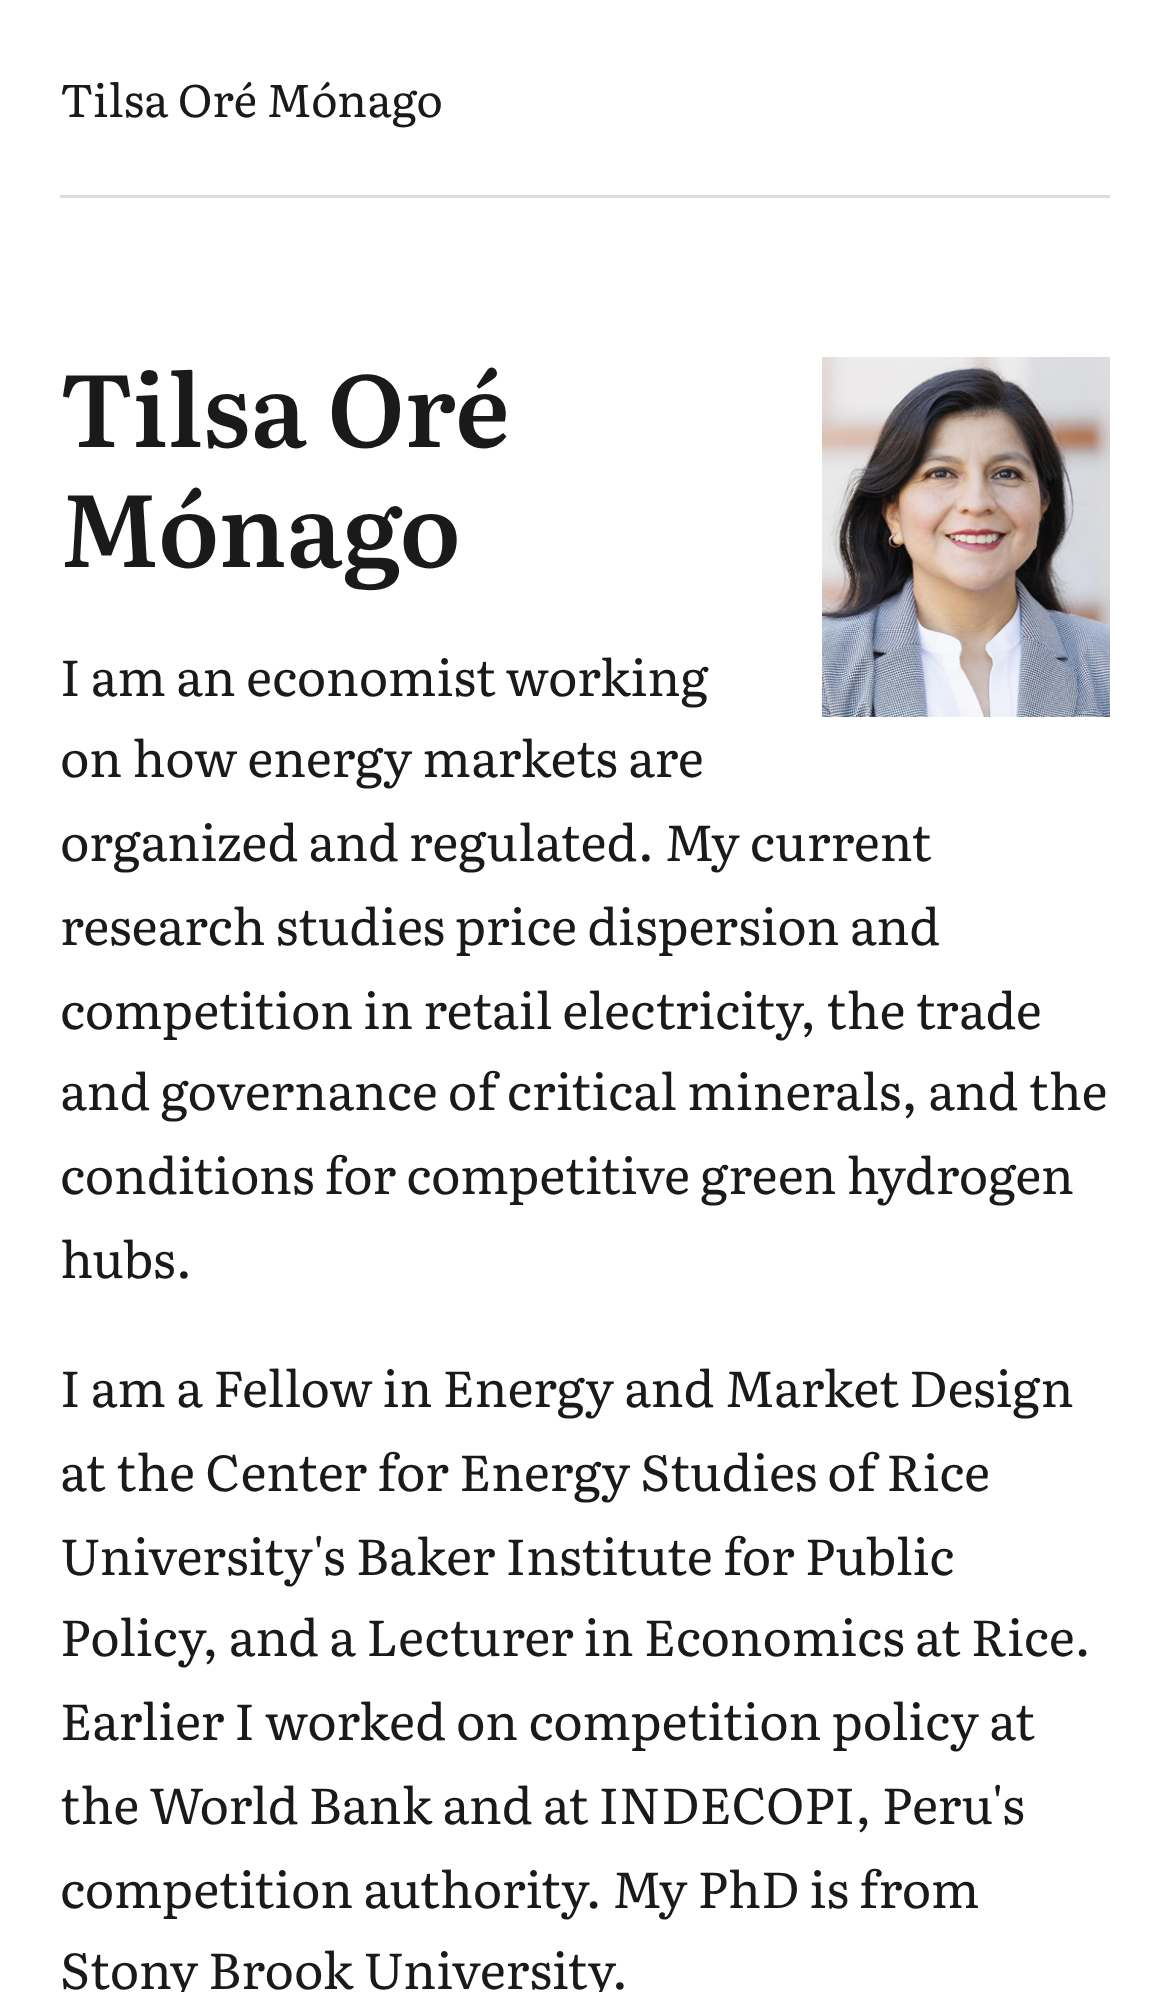 Tilsa Oré Mónago
Tilsa Oré
Mónago
I am an economist working
on how energy markets are
organized and regulated. My current
research studies price dispersion and
competition in retail electricity, the trade
and governance of critical minerals, and the
conditions for competitive green hydrogen
hubs.
I am a Fellow in Energy and Market Design
at the Center for Energy Studies of Rice
University's Baker Institute for Public
Policy, and a Lecturer in Economics at Rice.
Earlier I worked on competition policy at
the World Bank and at INDECOPI, Peru's
competition authority. My PhD is from
Stony Brook University.